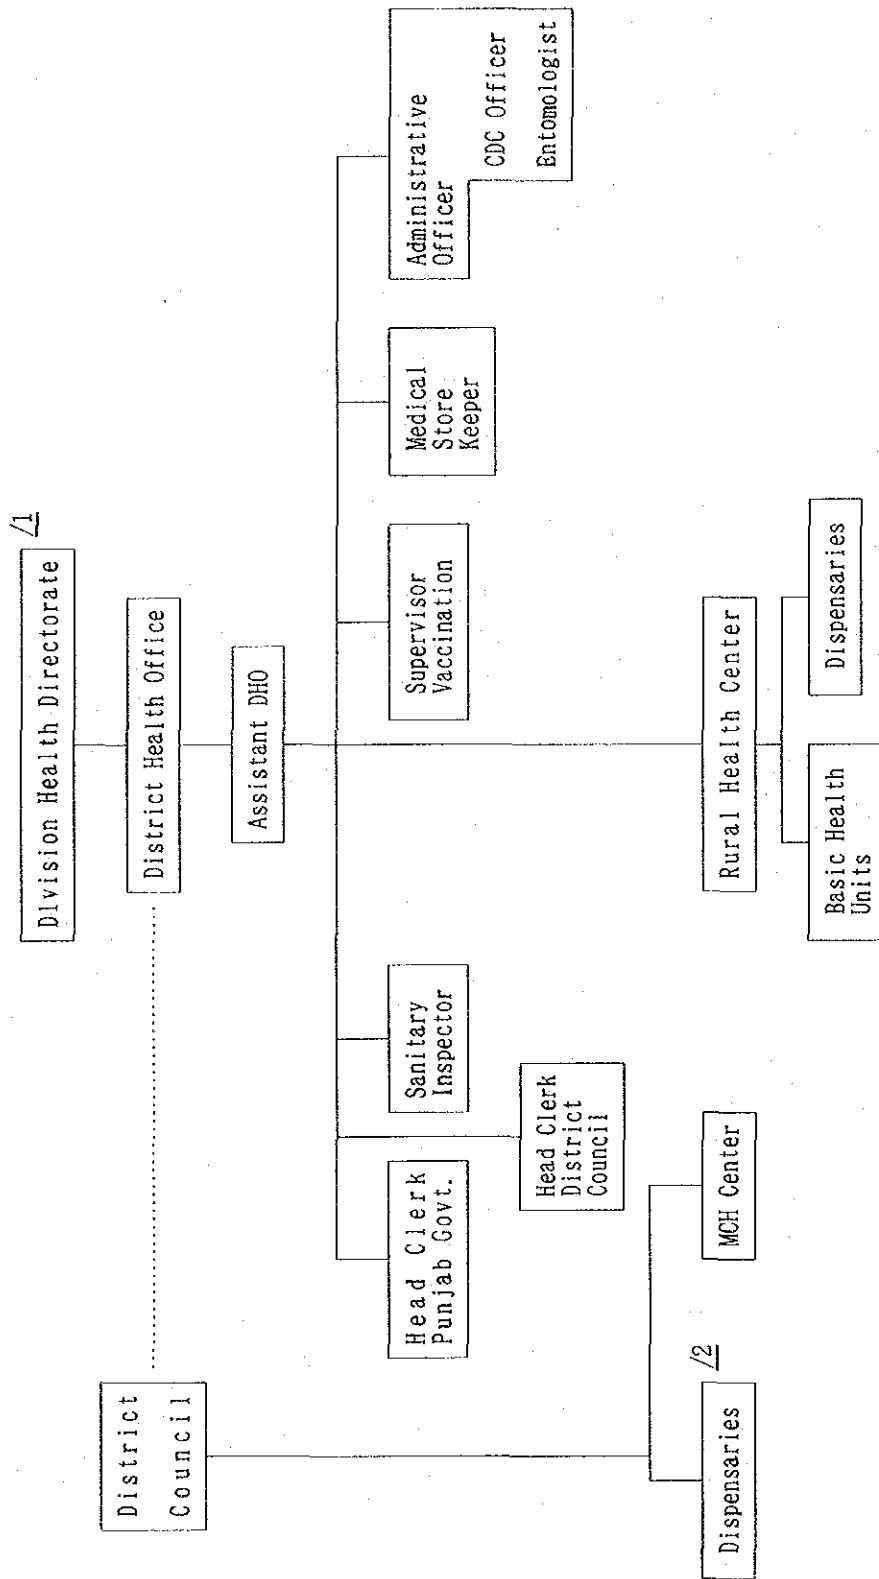 Division Health Directorate /1
District Health Office
District
Council
Assistant DHO
Head Clerk
Punjab Govt.
Sanitary
Inspector
Supervisor
Vaccination
Medical
Store
Keeper
Administrative
Officer
CDC Officer
Entomologist
Head Clerk
District
Council
Dispensaries /2
MCH Center
Rural Health Center
Basic Health
Units
Dispensaries